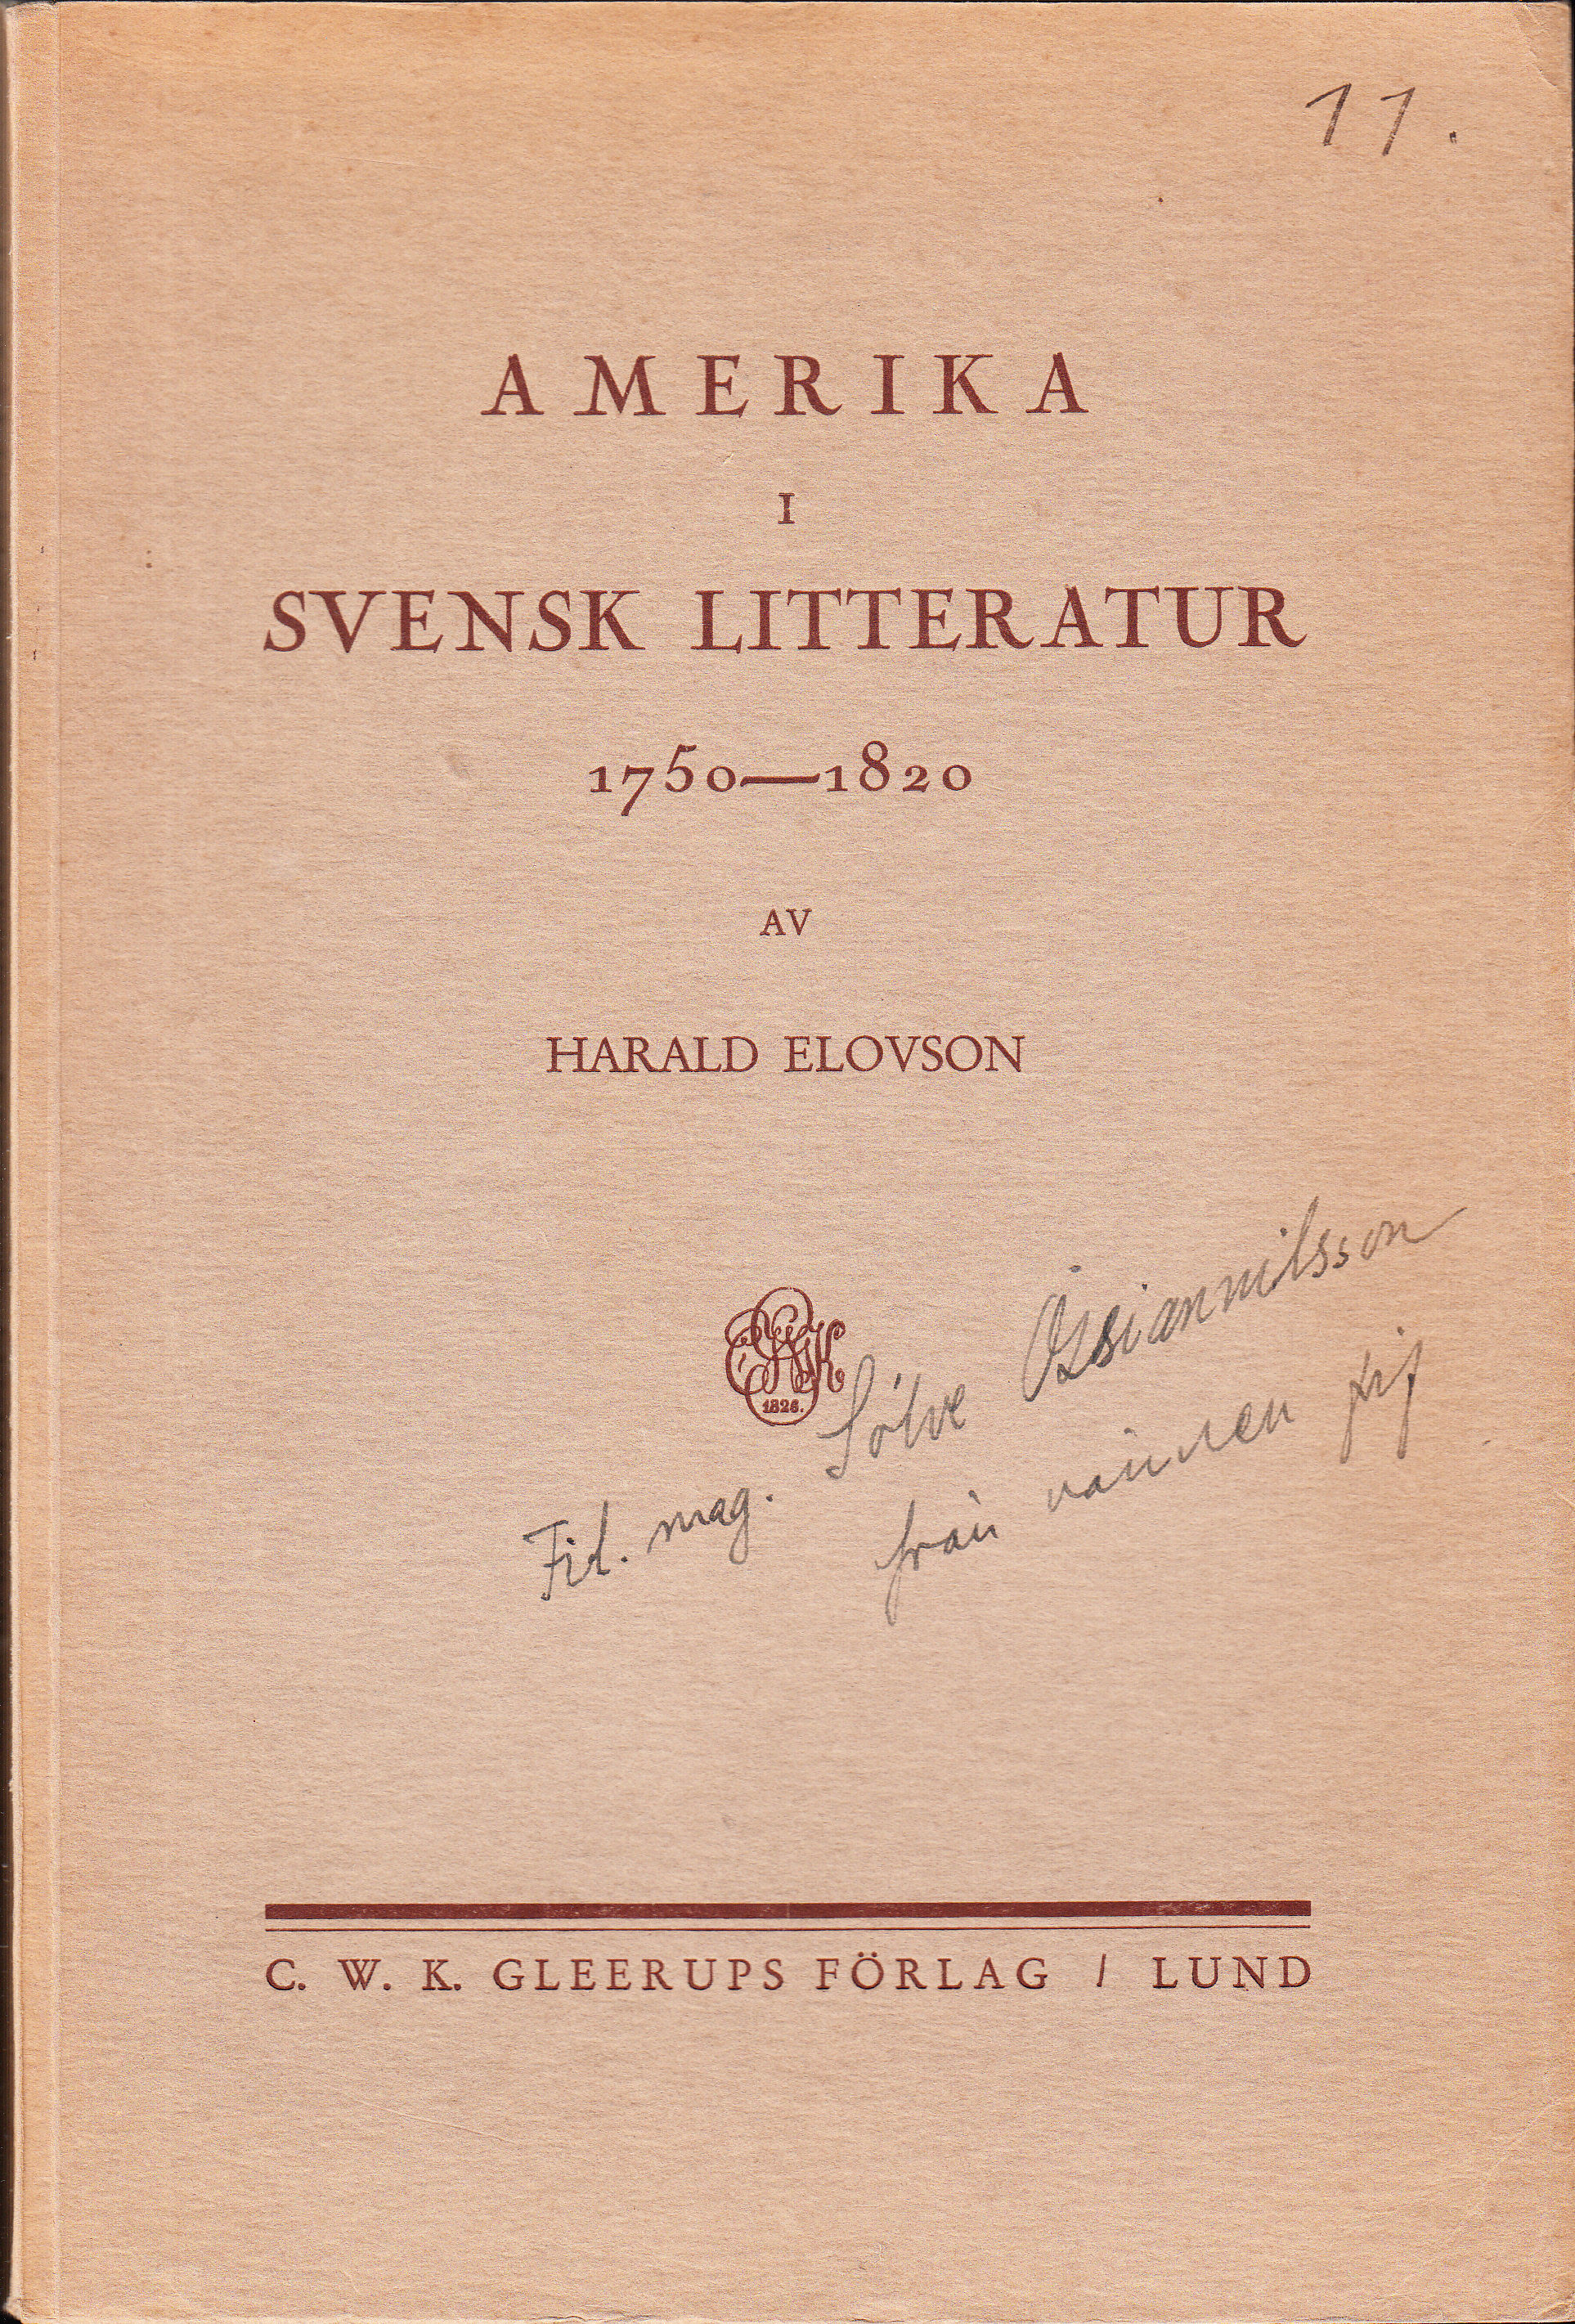 11.
AMERIKA
I
SVENSK LITTERATUR
1750—1820
AV
HARALD ELOVSON
1826.
Fil. mag. Sölve Ossiannilsson
från vännen
C. W. K. GLEERUPS FÖRLAG / LUND